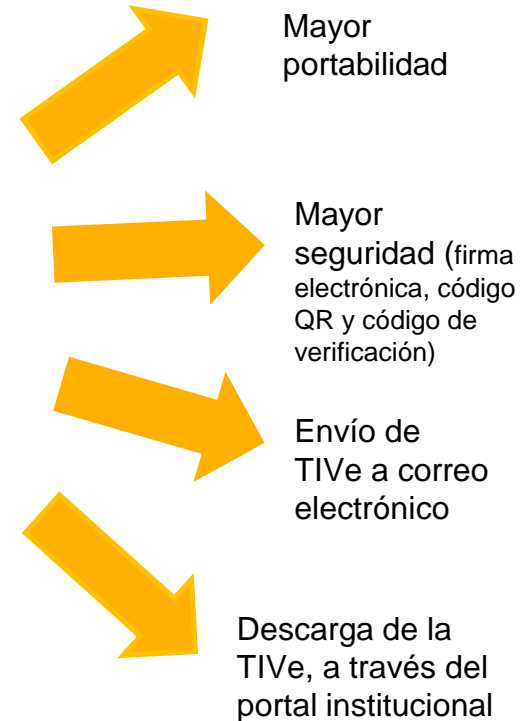 Mayor
portabilidad
Mayor
seguridad (firma
electrónica, código
QR y código de
verificación)
Envío de
TIVe a correo
electrónico
Descarga de la
TIVe, a través del
portal institucional